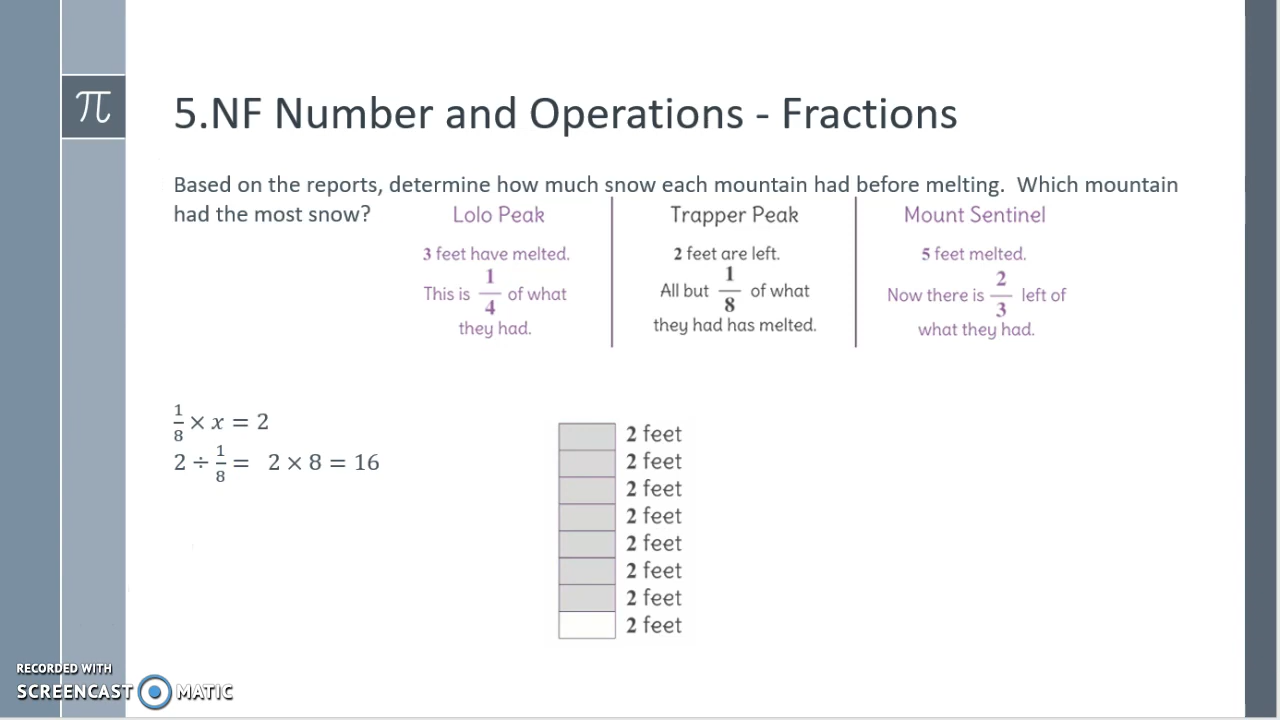 π
5.NF Number and Operations - Fractions
Based on the reports, determine how much snow each mountain had before melting. Which mountain
had the most snow?
Lolo Peak
3 feet have melted.
This is 1/4 of what
they had.
Trapper Peak
2 feet are left.
All but 1/8 of what
they had has melted.
Mount Sentinel
5 feet melted.
Now there is 2/3 left of
what they had.
1/8 × x = 2
2 ÷ 1/8 = 2 × 8 = 16
2 feet
2 feet
2 feet
2 feet
2 feet
2 feet
2 feet
2 feet
RECORDED WITH
SCREENCAST MATIC